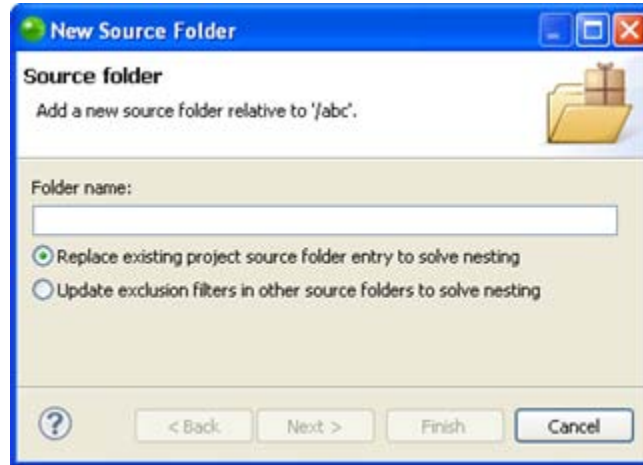 New Source Folder
Source folder
Add a new source folder relative to '/abc'.
Folder name:
Replace existing project source folder entry to solve nesting
Update exclusion filters in other source folders to solve nesting
? < Back Next > Finish Cancel